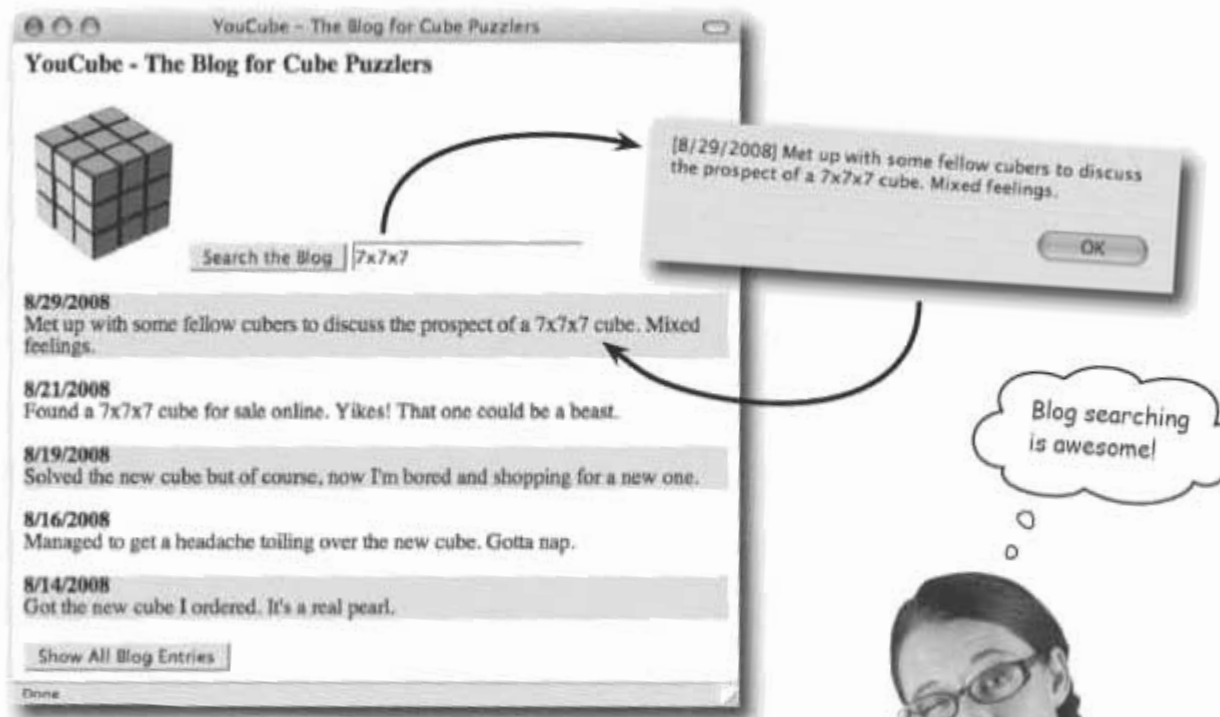 YouCube - The Blog for Cube Puzzlers
YouCube - The Blog for Cube Puzzlers
Search the Blog 7x7x7
[8/29/2008] Met up with some fellow cubers to discuss
the prospect of a 7x7x7 cube. Mixed feelings.
OK
8/29/2008
Met up with some fellow cubers to discuss the prospect of a 7x7x7 cube. Mixed
feelings.
8/21/2008
Found a 7x7x7 cube for sale online. Yikes! That one could be a beast.
8/19/2008
Solved the new cube but of course, now I'm bored and shopping for a new one.
8/16/2008
Managed to get a headache toiling over the new cube. Gotta nap.
8/14/2008
Got the new cube I ordered. It's a real pearl.
Show All Blog Entries
Done
Blog searching
is awesome!